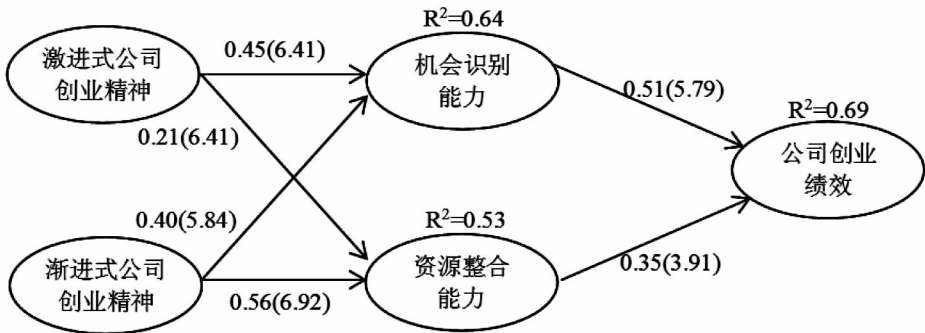 R²=0.64
激进式公司
创业精神
0.45(6.41)
机会识别
能力
0.51(5.79)
R²=0.69
0.21(6.41)
公司创业
绩效
0.40(5.84)
R²=0.53
渐进式公司
创业精神
0.56(6.92)
资源整合
能力
0.35(3.91)